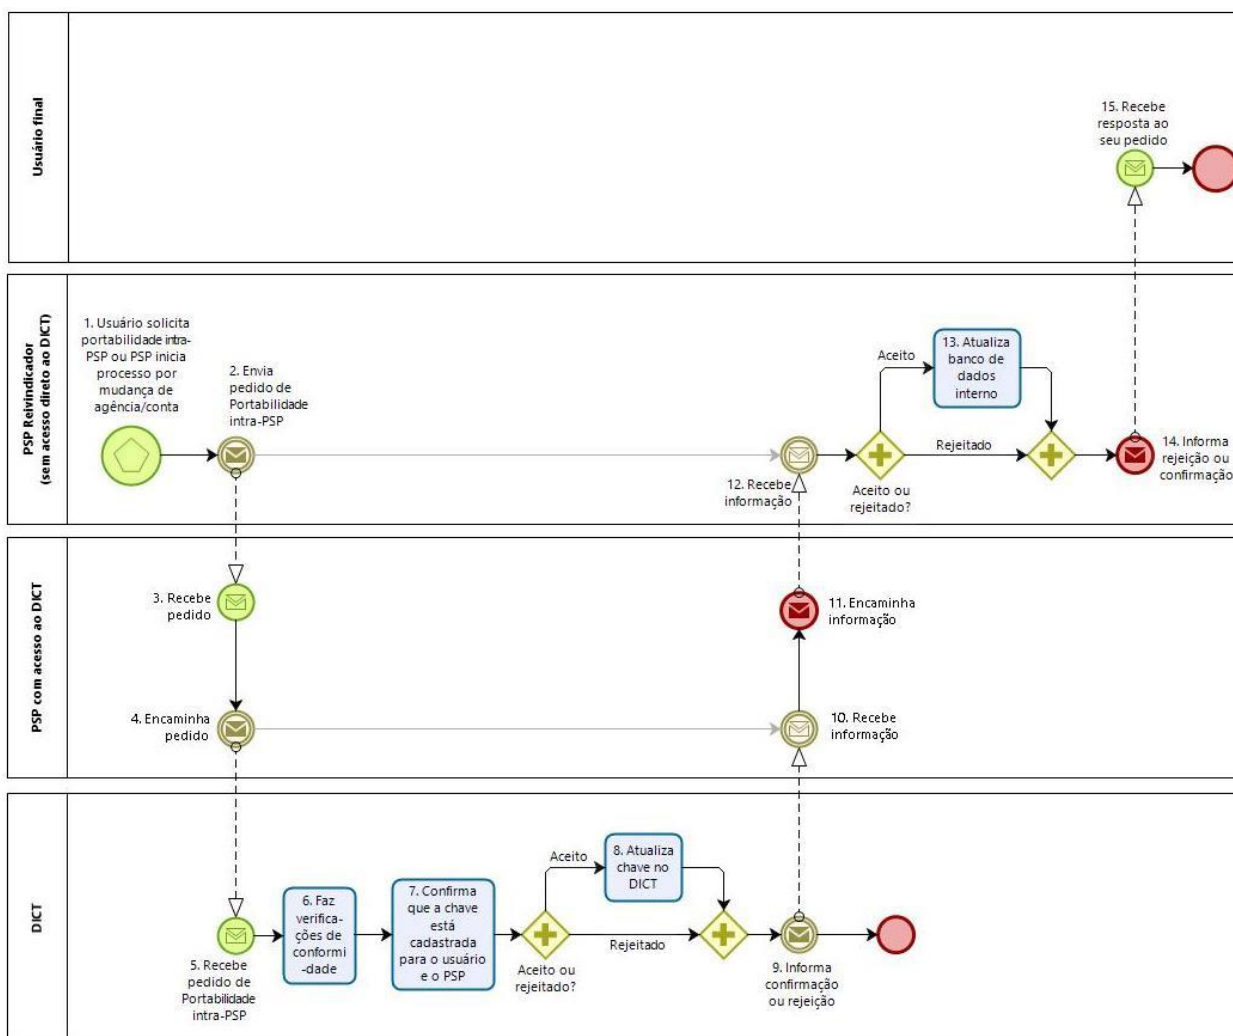 Usuário final
15. Recebe
resposta ao
seu pedido
PSP Reivindicador
(sem acesso direto ao DICT)
1. Usuário solicita
portabilidade intra-
PSP ou PSP inicia
processo por
mudança de
agência/conta
2. Envia
pedido de
Portabilidade
intra-PSP
12. Recebe
informação
Aceito ou
rejeitado?
Aceito
Rejeitado
13. Atualiza
banco de
dados
interno
14. Informa
rejeição ou
confirmação
PSP com acesso ao DICT
3. Recebe
pedido
4. Encaminha
pedido
11. Encaminha
informação
10. Recebe
informação
DICT
5. Recebe
pedido de
Portabilidade
intra-PSP
6. Faz
verifica-
ções de
conformi
-dade
7. Confirma
que a chave
está
cadastrada
para o usuário
e o PSP
Aceito ou
rejeitado?
Aceito
Rejeitado
8. Atualiza
chave no
DICT
9. Informa
confirmação
ou rejeição